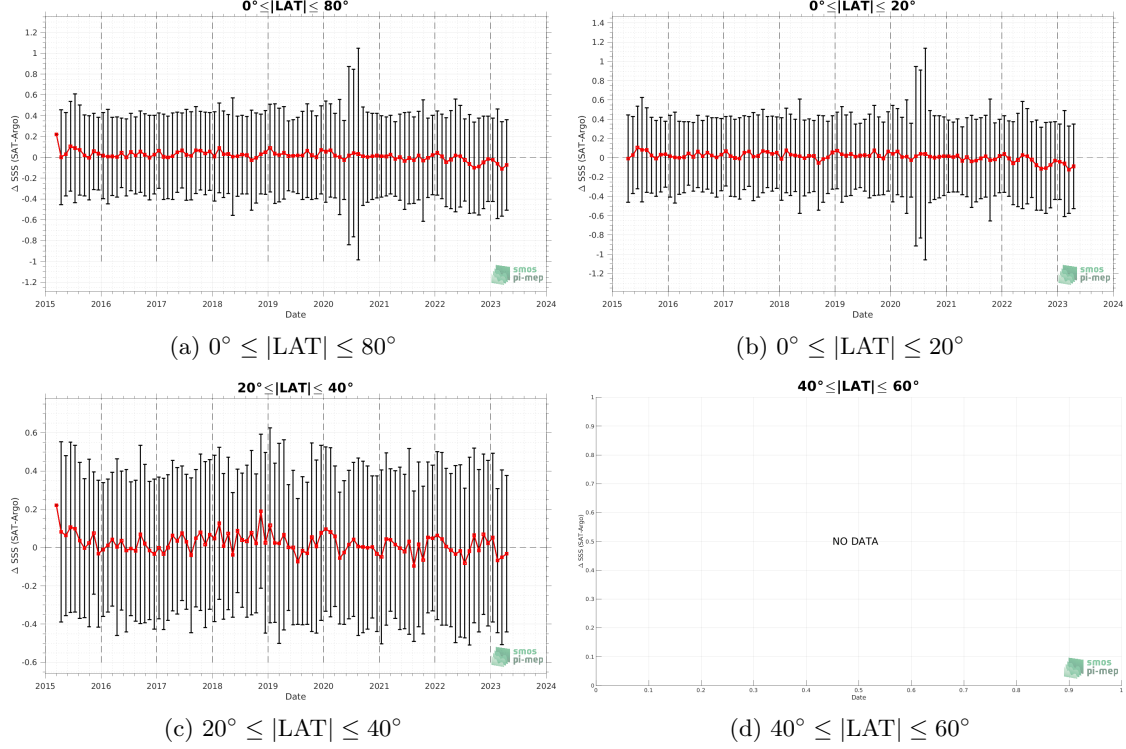 0°≤|LAT|≤ 80°
Δ SSS (SAT-Argo)
1.2
1
0.8
0.6
0.4
0.2
0
-0.2
-0.4
-0.6
-0.8
-1
-1.2
2015 2016 2017 2018 2019 2020 2021 2022 2023 2024
Date
smos
pi-mep
(a) 0° ≤ |LAT| ≤ 80°
0°≤|LAT|≤ 20°
Δ SSS (SAT-Argo)
1.4
1.2
1
0.8
0.6
0.4
0.2
0
-0.2
-0.4
-0.6
-0.8
-1
-1.2
2015 2016 2017 2018 2019 2020 2021 2022 2023 2024
Date
smos
pi-mep
(b) 0° ≤ |LAT| ≤ 20°
20°≤|LAT|≤ 40°
Δ SSS (SAT-Argo)
0.6
0.4
0.2
0
-0.2
-0.4
-0.6
2015 2016 2017 2018 2019 2020 2021 2022 2023 2024
Date
smos
pi-mep
(c) 20° ≤ |LAT| ≤ 40°
40°≤|LAT|≤ 60°
Δ SSS (SAT-Argo)
1
0.9
0.8
0.7
0.6
0.5
0.4
0.3
0.2
0.1
0
NO DATA
0 0.1 0.2 0.3 0.4 0.5 0.6 0.7 0.8 0.9 1
Date
smos
pi-mep
(d) 40° ≤ |LAT| ≤ 60°